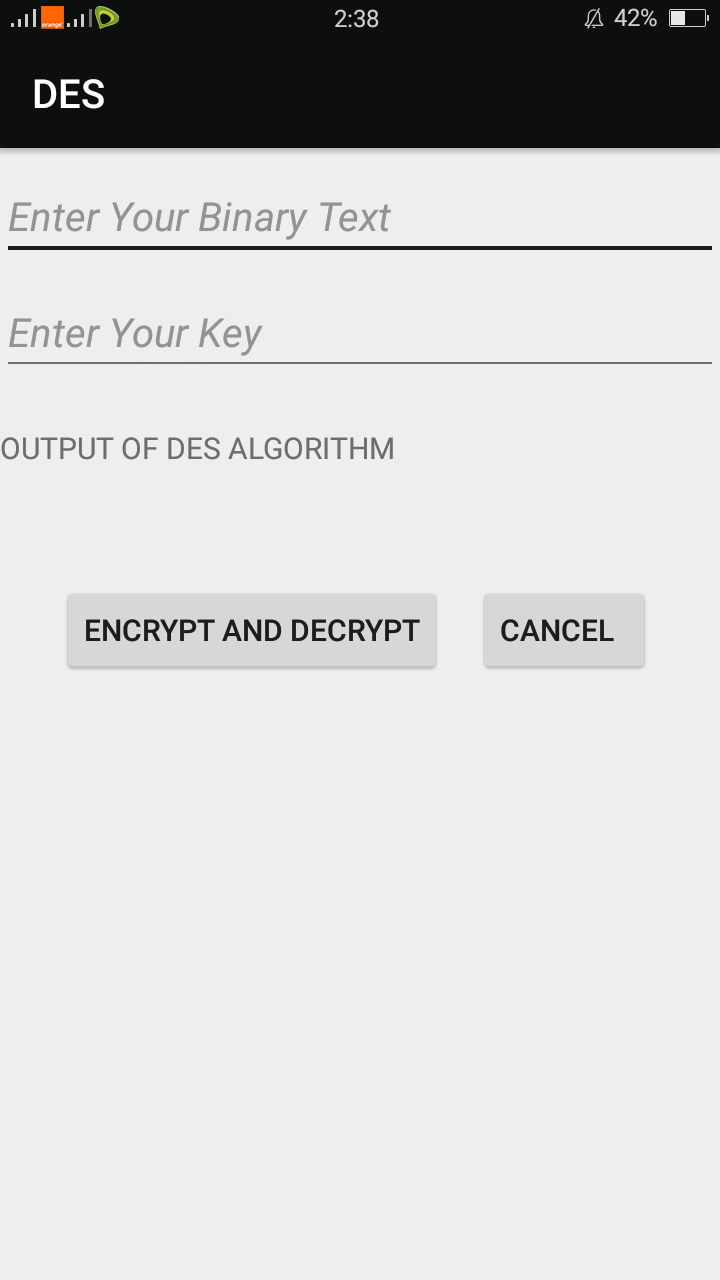 orange 2:38 42%
DES
Enter Your Binary Text
Enter Your Key
OUTPUT OF DES ALGORITHM
ENCRYPT AND DECRYPT CANCEL